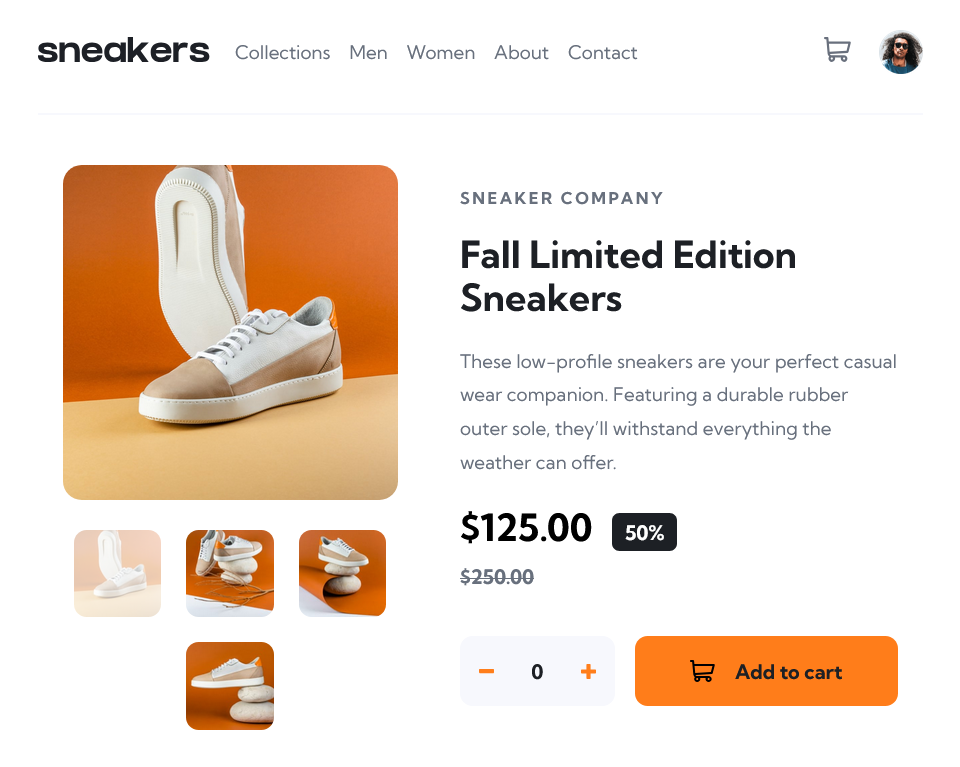 sneakers Collections Men Women About Contact
SNEAKER COMPANY
Fall Limited Edition
Sneakers
These low-profile sneakers are your perfect casual
wear companion. Featuring a durable rubber
outer sole, they’ll withstand everything the
weather can offer.
$125.00 50%
$250.00
0 Add to cart